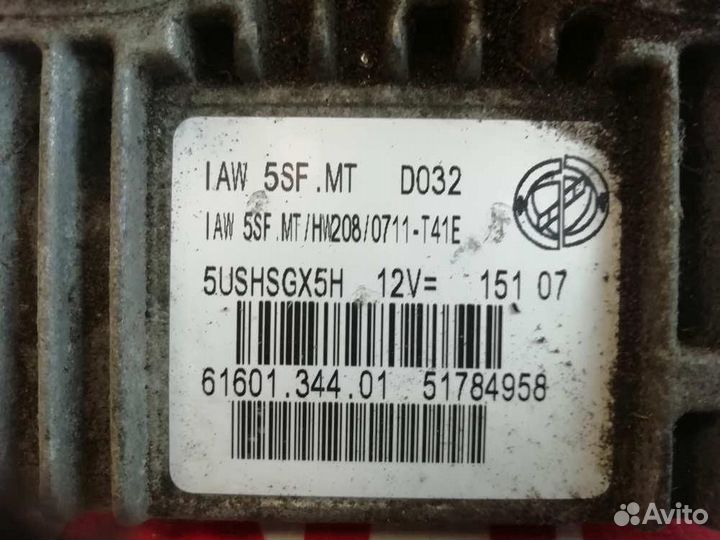 IAW 5SF.MT D032
IAW 5SF.MT/HW208/0711-T41E
5USHSGX5H 12V= 151 07
61601.344.01 51784958
Avito